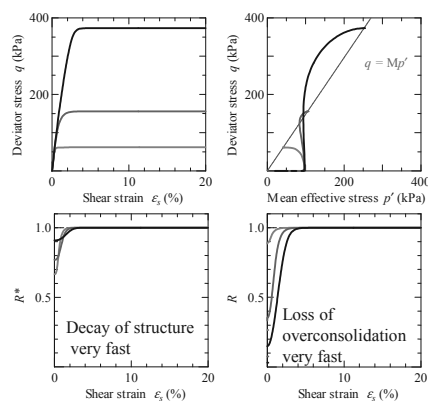 400
200
0
10
20
Deviator stress q (kPa)
Shear strain εs (%)
400
200
0
200
400
Deviator stress q (kPa)
q = Mp′
Mean effective stress p′ (kPa)
1.0
0.5
0
10
20
R*
Decay of structure
very fast
Shear strain εs (%)
1.0
0.5
0
10
20
R
Loss of
overconsolidation
very fast
Shear strain εs (%)